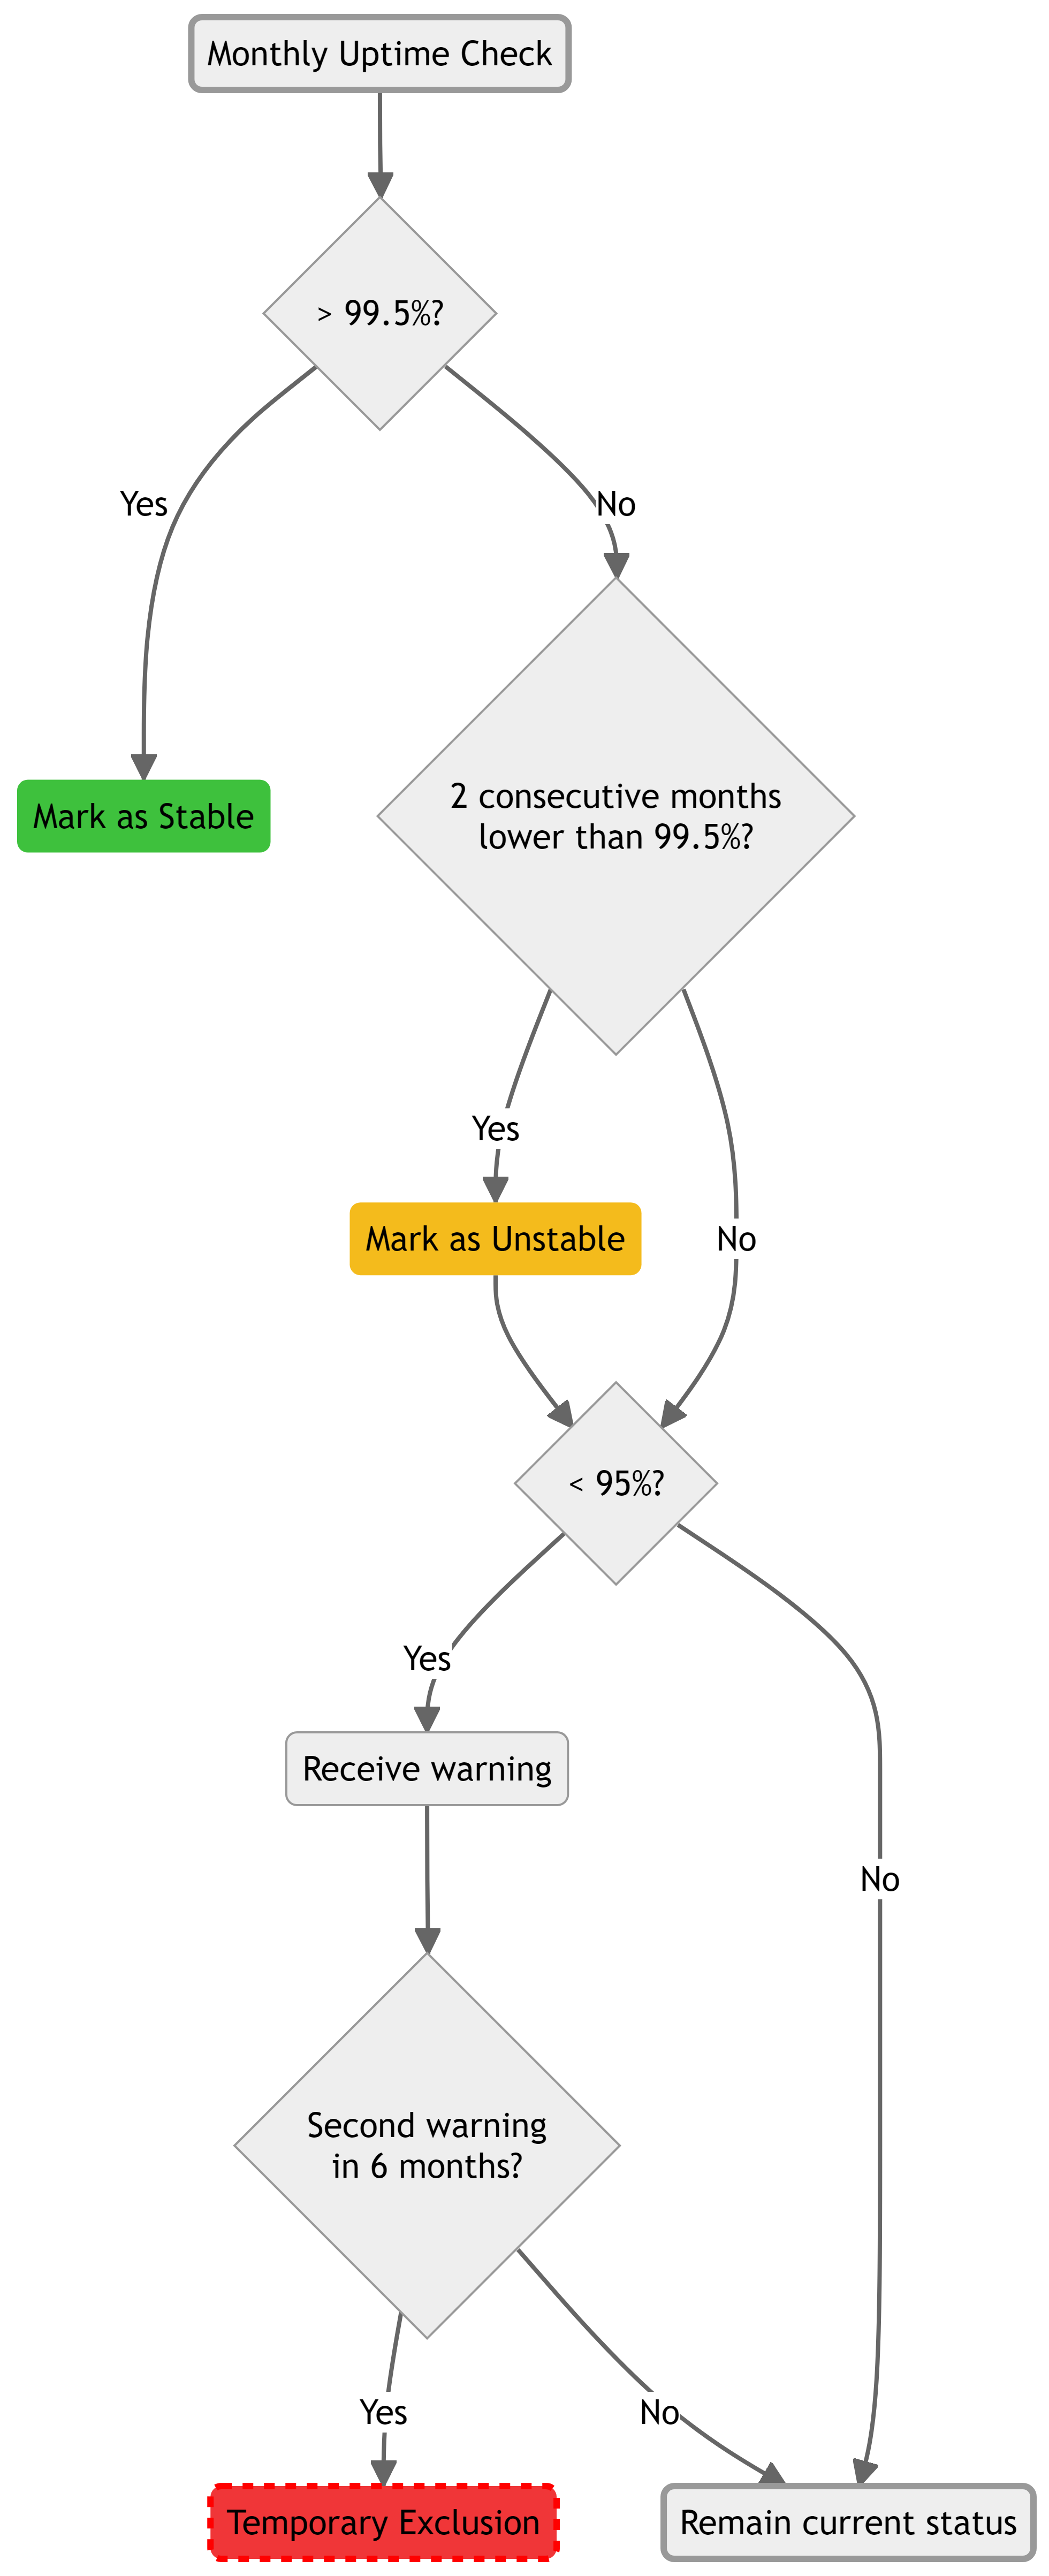 Monthly Uptime Check
> 99.5%?
Yes
No
2 consecutive months
lower than 99.5%?
Mark as Stable
Yes
Mark as Unstable
No
< 95%?
Yes
Receive warning
No
Second warning
in 6 months?
Yes
No
Temporary Exclusion
Remain current status